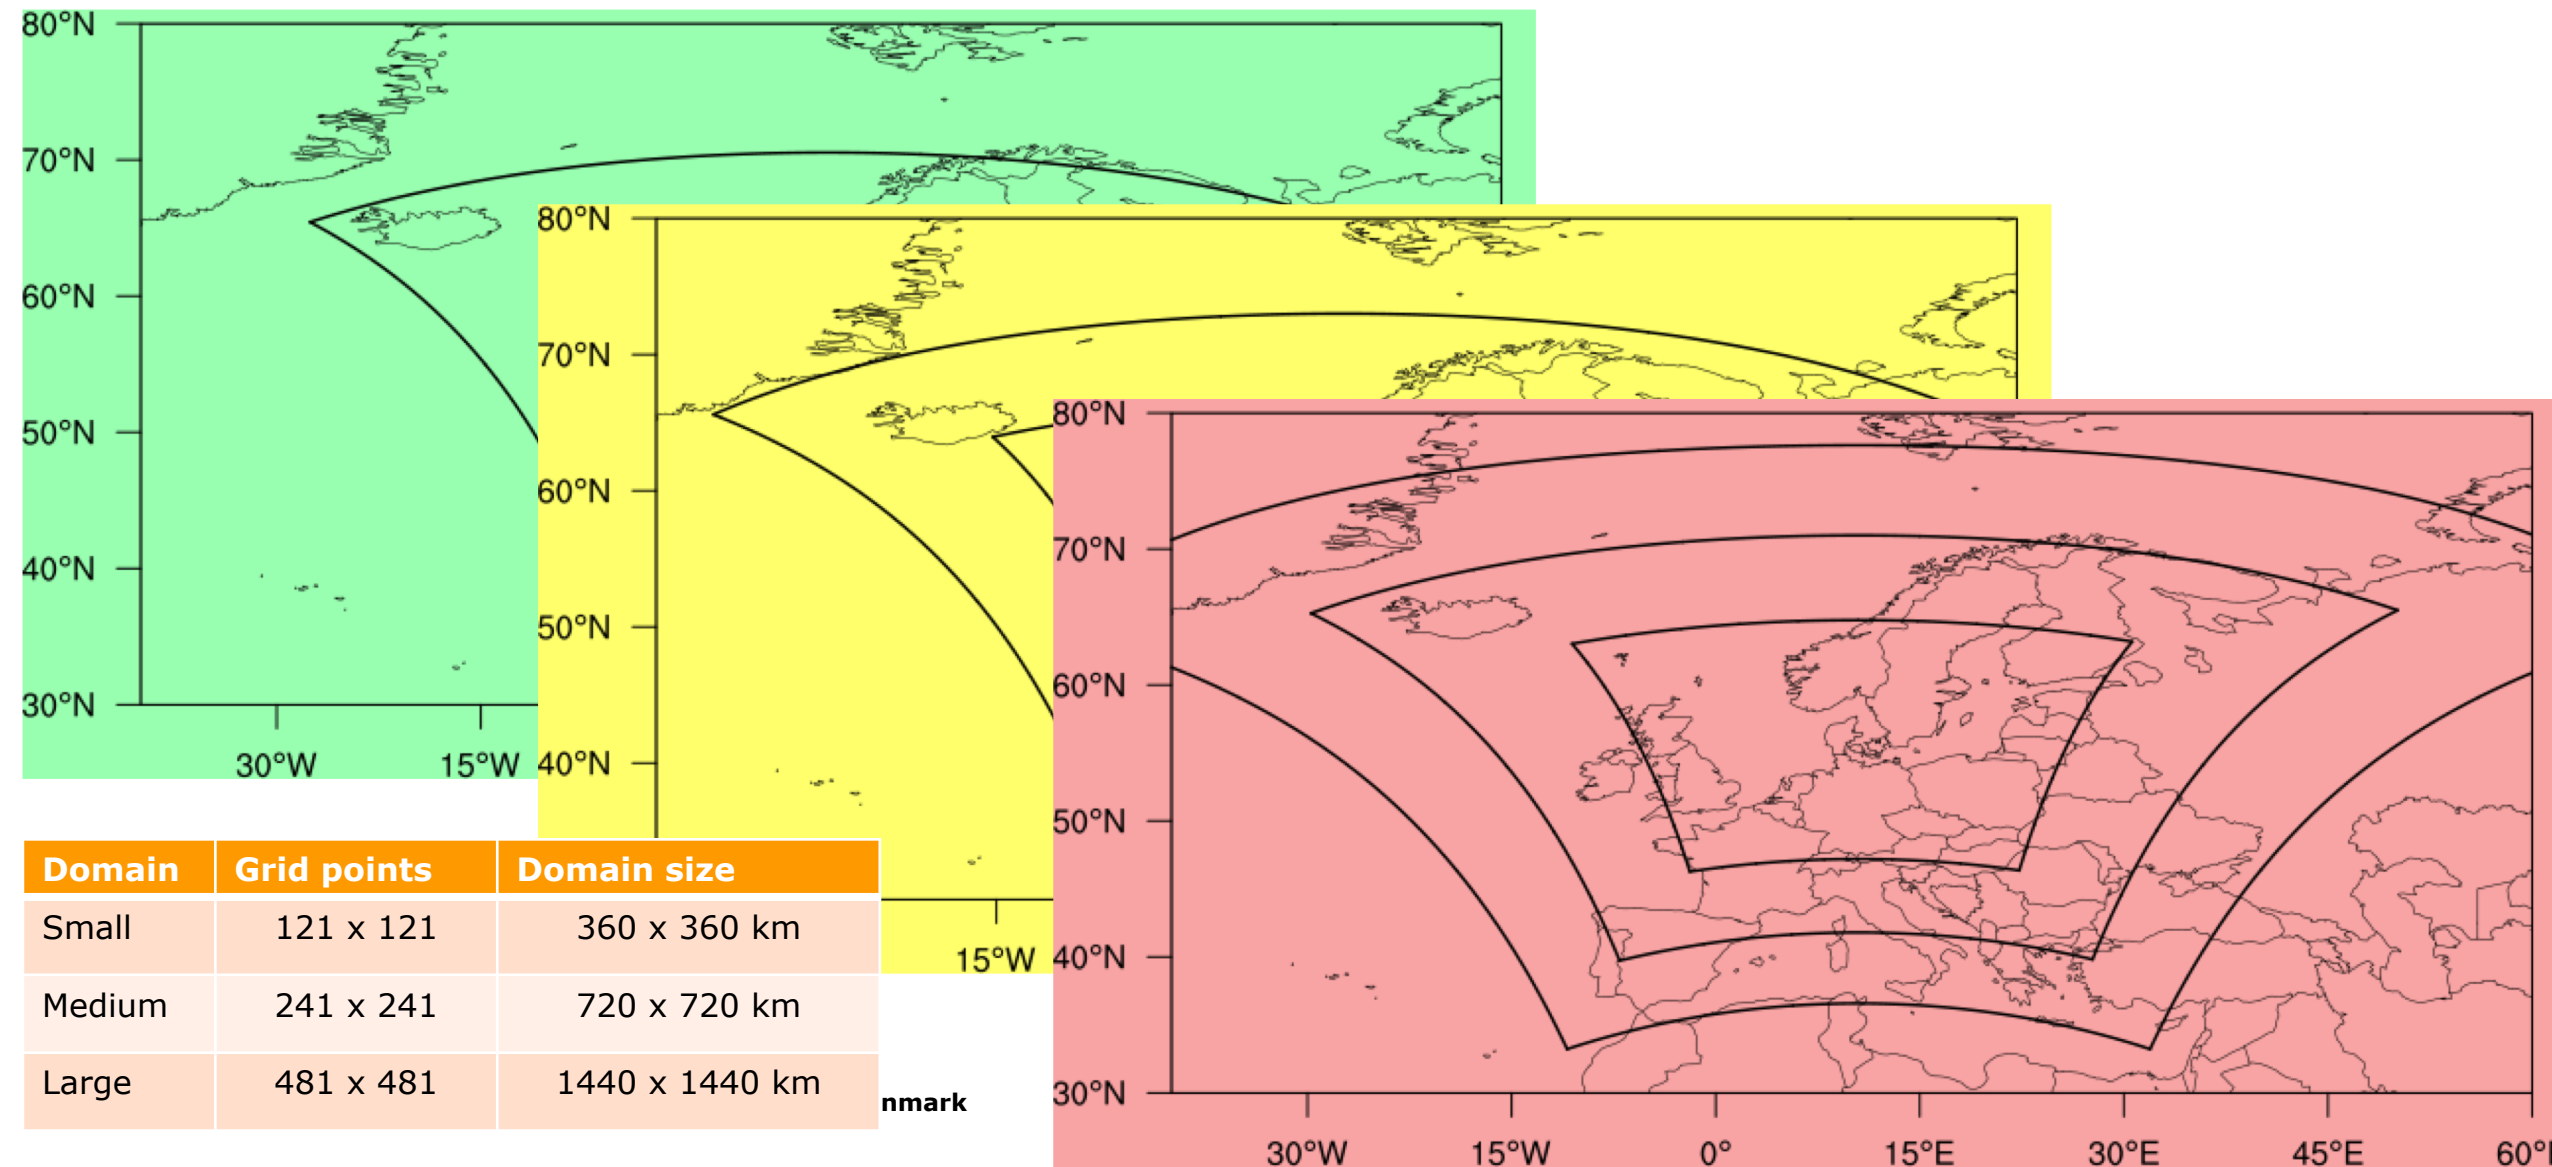 80°N
70°N
60°N
50°N
40°N
30°N
30°W 15°W
80°N
70°N
60°N
50°N
40°N
15°W
80°N
70°N
60°N
50°N
40°N
30°N
30°W 15°W 0° 15°E 30°E 45°E 60°
Domain Grid points Domain size
Small 121 x 121 360 x 360 km
Medium 241 x 241 720 x 720 km
Large 481 x 481 1440 x 1440 km
nmark